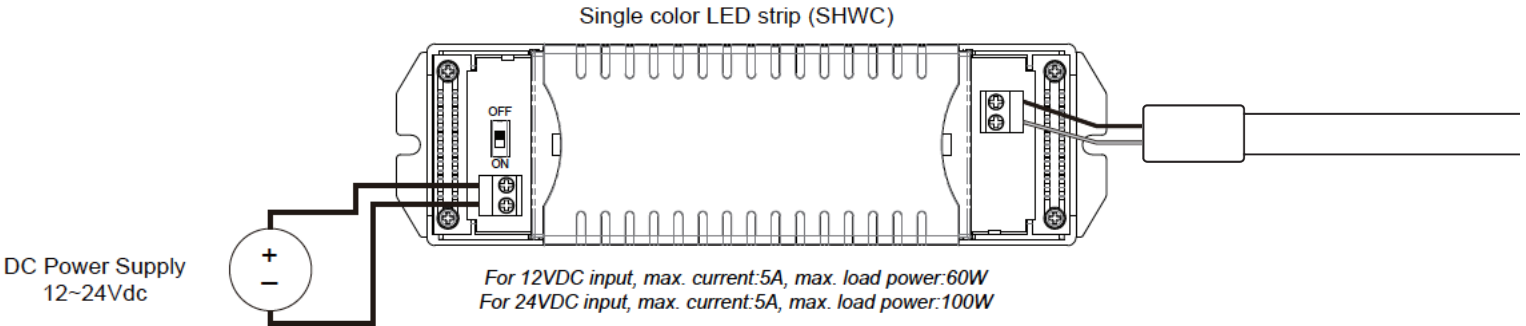 Single color LED strip (SHWC)
OFF
ON
+
−
DC Power Supply
12~24Vdc
For 12VDC input, max. current:5A, max. load power:60W
For 24VDC input, max. current:5A, max. load power:100W